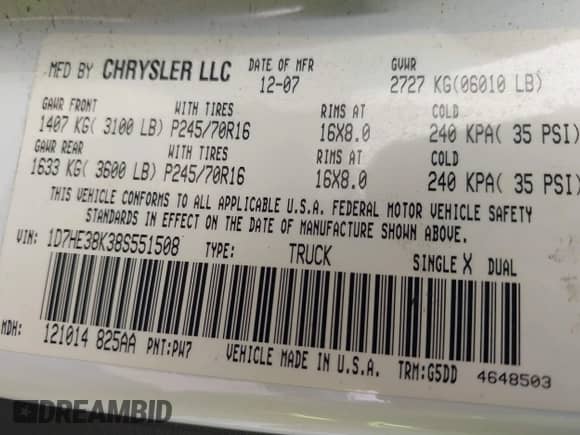 MFD BY CHRYSLER LLC DATE OF MFR 12-07 GVWR 2727 KG(06010 LB)
GAWR FRONT WITH TIRES RIMS AT COLD
1407 KG( 3100 LB) P245/70R16 16X8.0 240 KPA( 35 PSI)
GAWR REAR WITH TIRES RIMS AT COLD
1633 KG( 3600 LB) P245/70R16 16X8.0 240 KPA( 35 PSI)
THIS VEHICLE CONFORMS TO ALL APPLICABLE U.S.A. FEDERAL MOTOR VEHICLE SAFETY
STANDARDS IN EFFECT ON THE DATE OF MANUFACTURE SHOWN ABOVE.
VIN: 1D7HE38K38S551508 TYPE: TRUCK SINGLE X DUAL
MDH: 121014 825AA PNT:PW7 VEHICLE MADE IN U.S.A. TRM:G5DD 4648503
DREAMBID